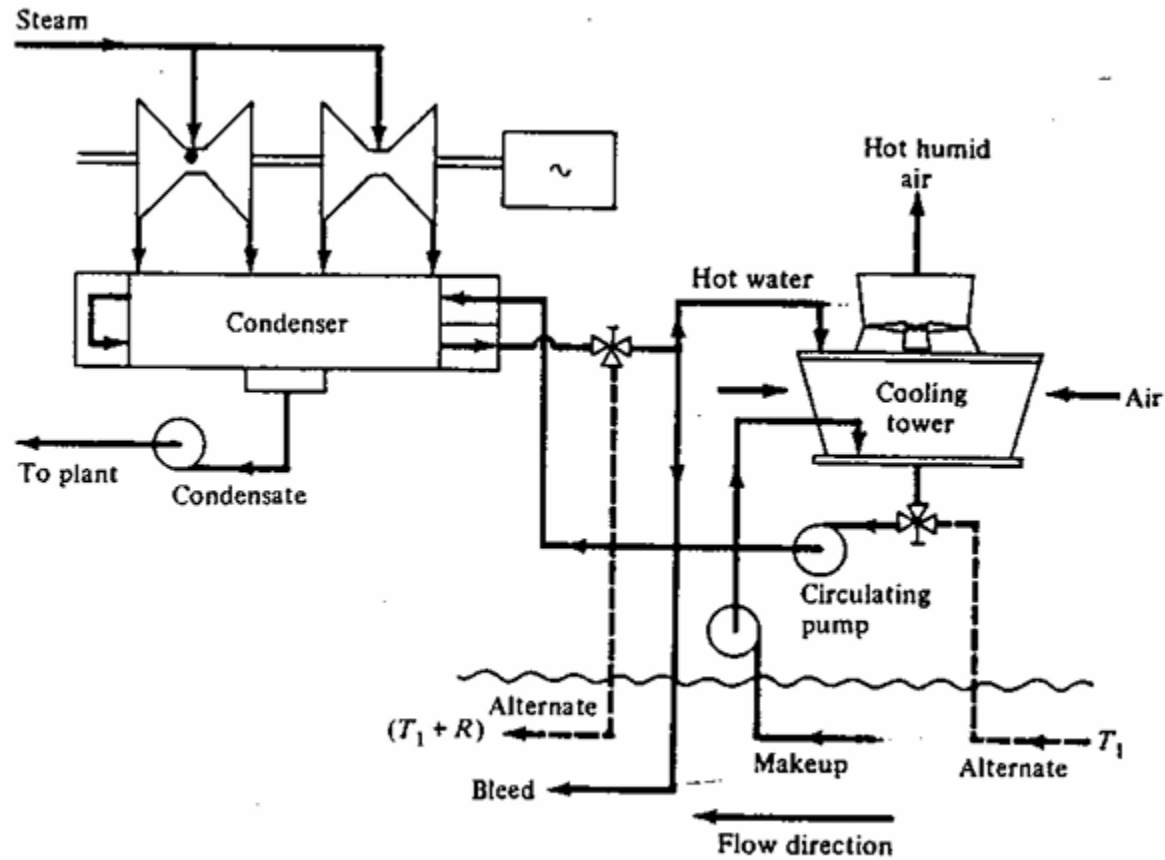 Steam
Hot humid
air
~
Hot water
Condenser
Cooling
tower
Air
To plant
Condensate
Circulating
pump
Alternate
(T₁ + R)
Makeup
Alternate
T₁
Bleed
Flow direction